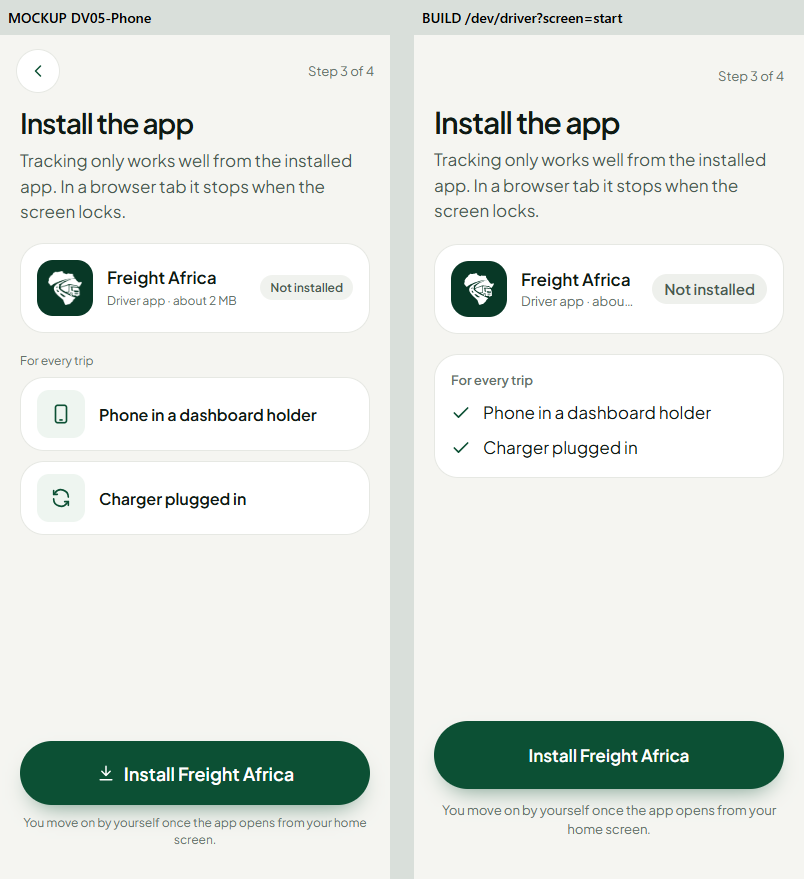 MOCKUP DV05-Phone
Step 3 of 4
Install the app
Tracking only works well from the installed
app. In a browser tab it stops when the
screen locks.
Freight Africa
Driver app · about 2 MB
Not installed
For every trip
Phone in a dashboard holder
Charger plugged in
Install Freight Africa
You move on by yourself once the app opens from your home
screen.
BUILD /dev/driver?screen=start
Step 3 of 4
Install the app
Tracking only works well from the installed
app. In a browser tab it stops when the
screen locks.
Freight Africa
Driver app · abou...
Not installed
For every trip
Phone in a dashboard holder
Charger plugged in
Install Freight Africa
You move on by yourself once the app opens from your
home screen.